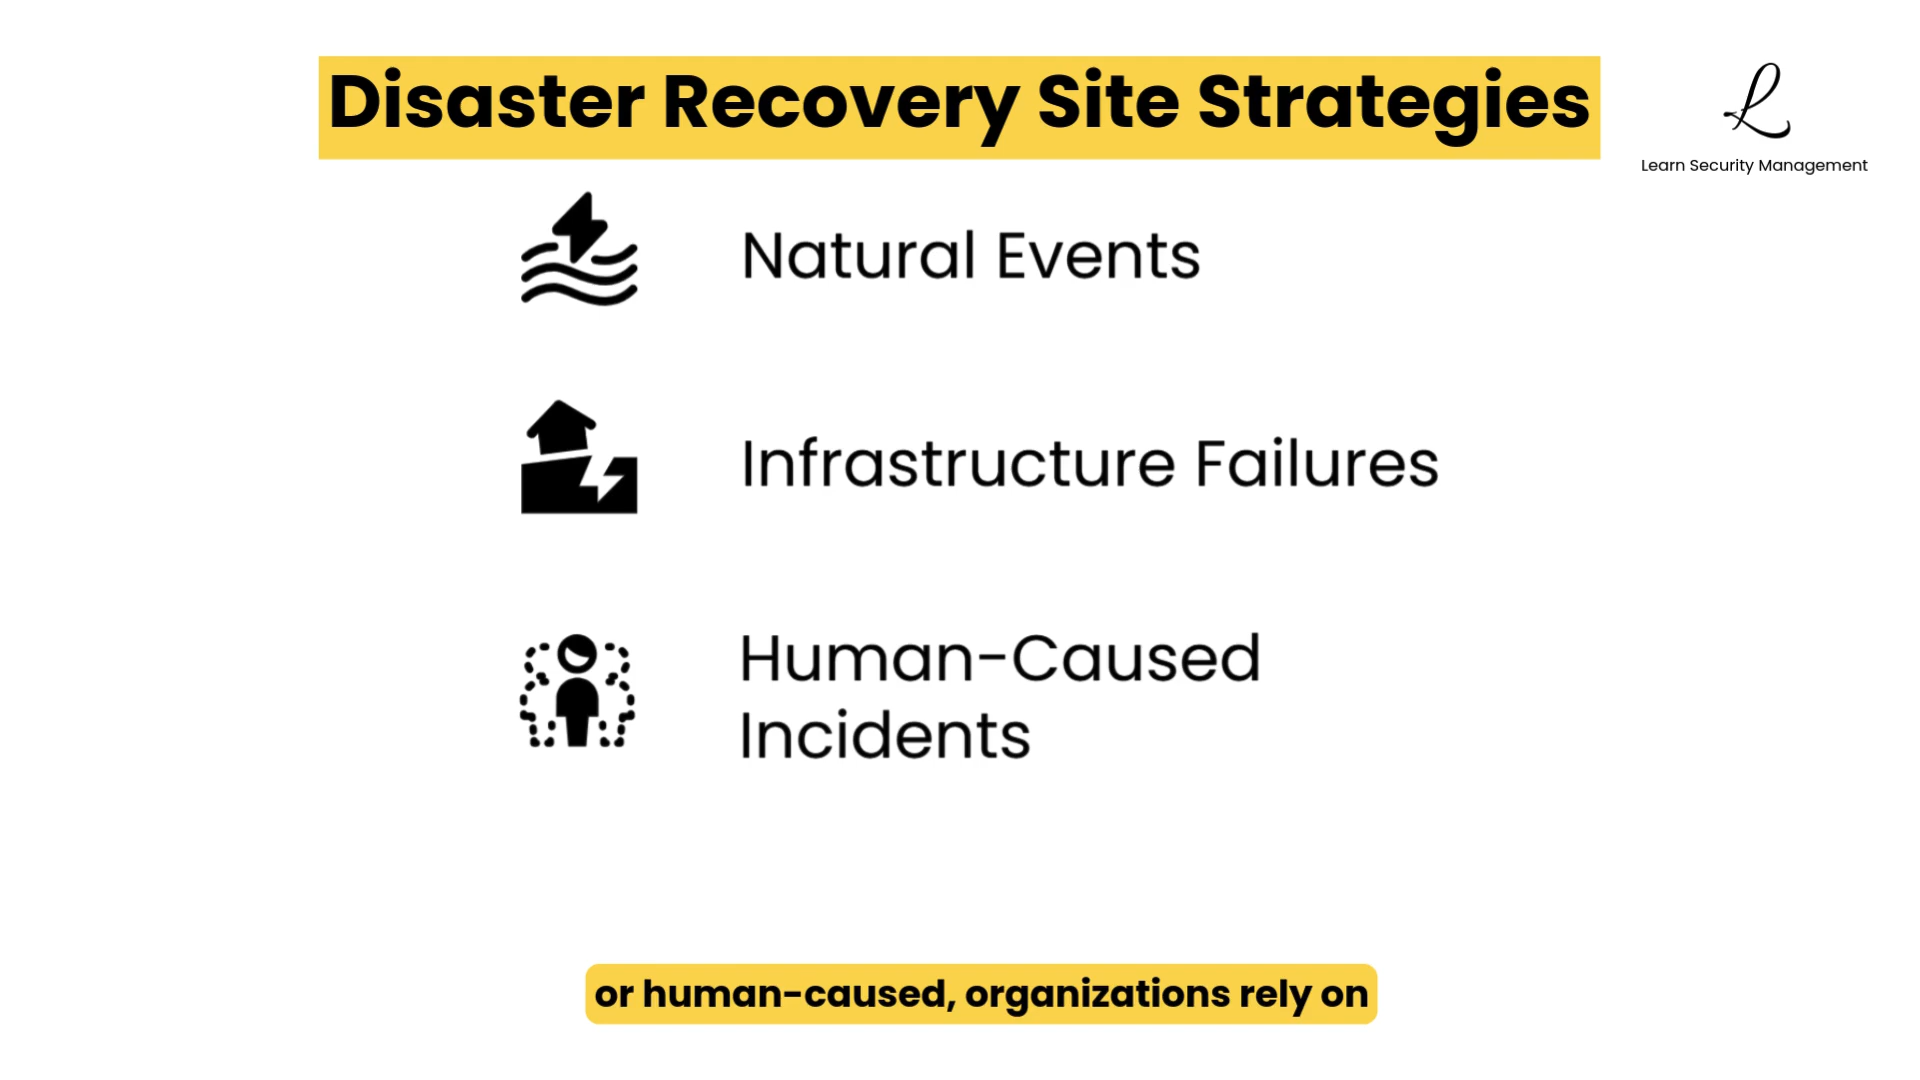 Disaster Recovery Site Strategies
L
Learn Security Management
Natural Events
Infrastructure Failures
Human-Caused
Incidents
or human-caused, organizations rely on